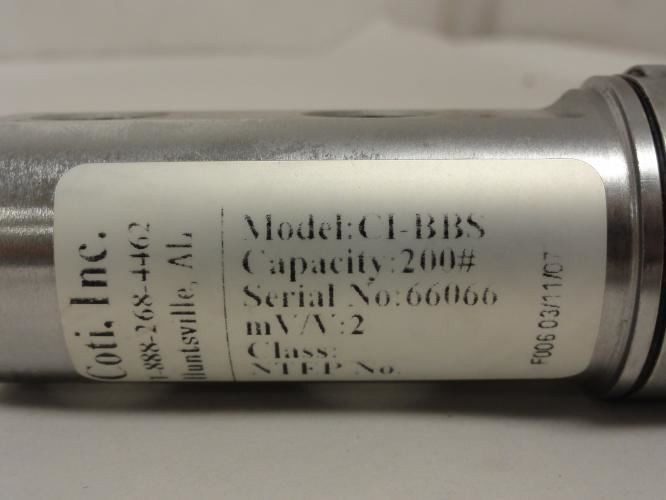 Coti, Inc.
1-888-268-4462
Huntsville, AL
Model:CI-BBS
Capacity:200#
Serial No:66066
mV/V:2
Class:
NTEP No.
F006 03/11/07